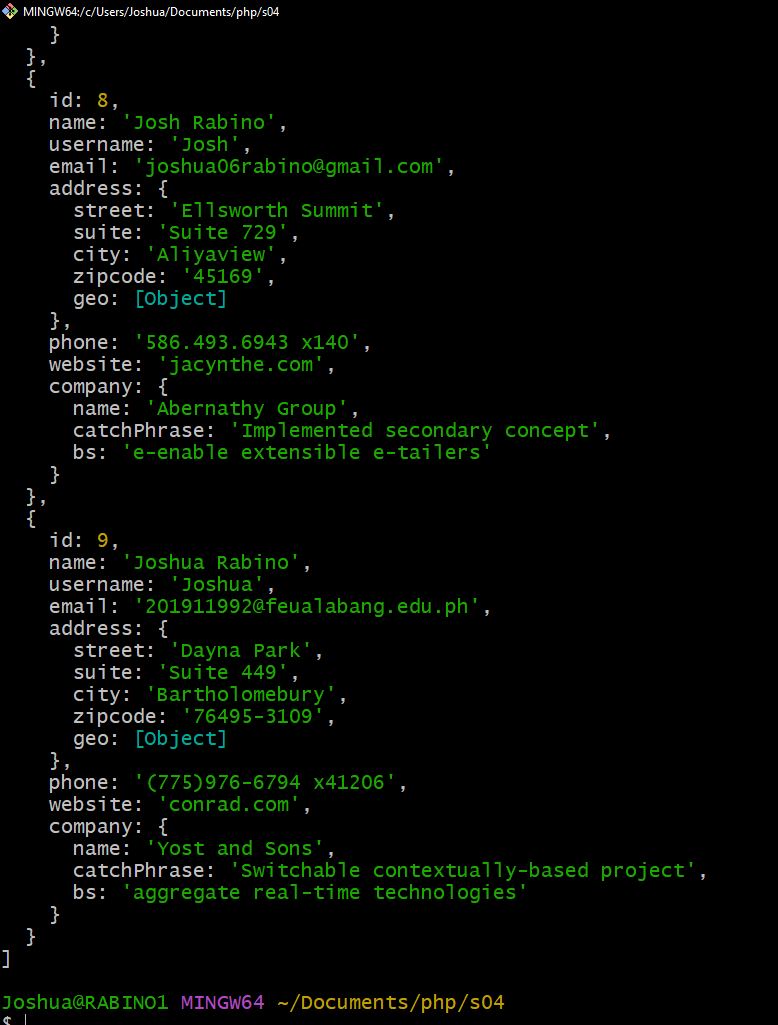 MINGW64:/c/Users/Joshua/Documents/php/s04
    }
  },
  {
    id: 8,
    name: 'Josh Rabino',
    username: 'Josh',
    email: 'joshua06rabino@gmail.com',
    address: {
      street: 'Ellsworth Summit',
      suite: 'Suite 729',
      city: 'Aliyaview',
      zipcode: '45169',
      geo: [Object]
    },
    phone: '586.493.6943 x140',
    website: 'jacynthe.com',
    company: {
      name: 'Abernathy Group',
      catchPhrase: 'Implemented secondary concept',
      bs: 'e-enable extensible e-tailers'
    }
  },
  {
    id: 9,
    name: 'Joshua Rabino',
    username: 'Joshua',
    email: '201911992@feualabang.edu.ph',
    address: {
      street: 'Dayna Park',
      suite: 'Suite 449',
      city: 'Bartholomebury',
      zipcode: '76495-3109',
      geo: [Object]
    },
    phone: '(775)976-6794 x41206',
    website: 'conrad.com',
    company: {
      name: 'Yost and Sons',
      catchPhrase: 'Switchable contextually-based project',
      bs: 'aggregate real-time technologies'
    }
  }
]
Joshua@RABINO1 MINGW64 ~/Documents/php/s04
$